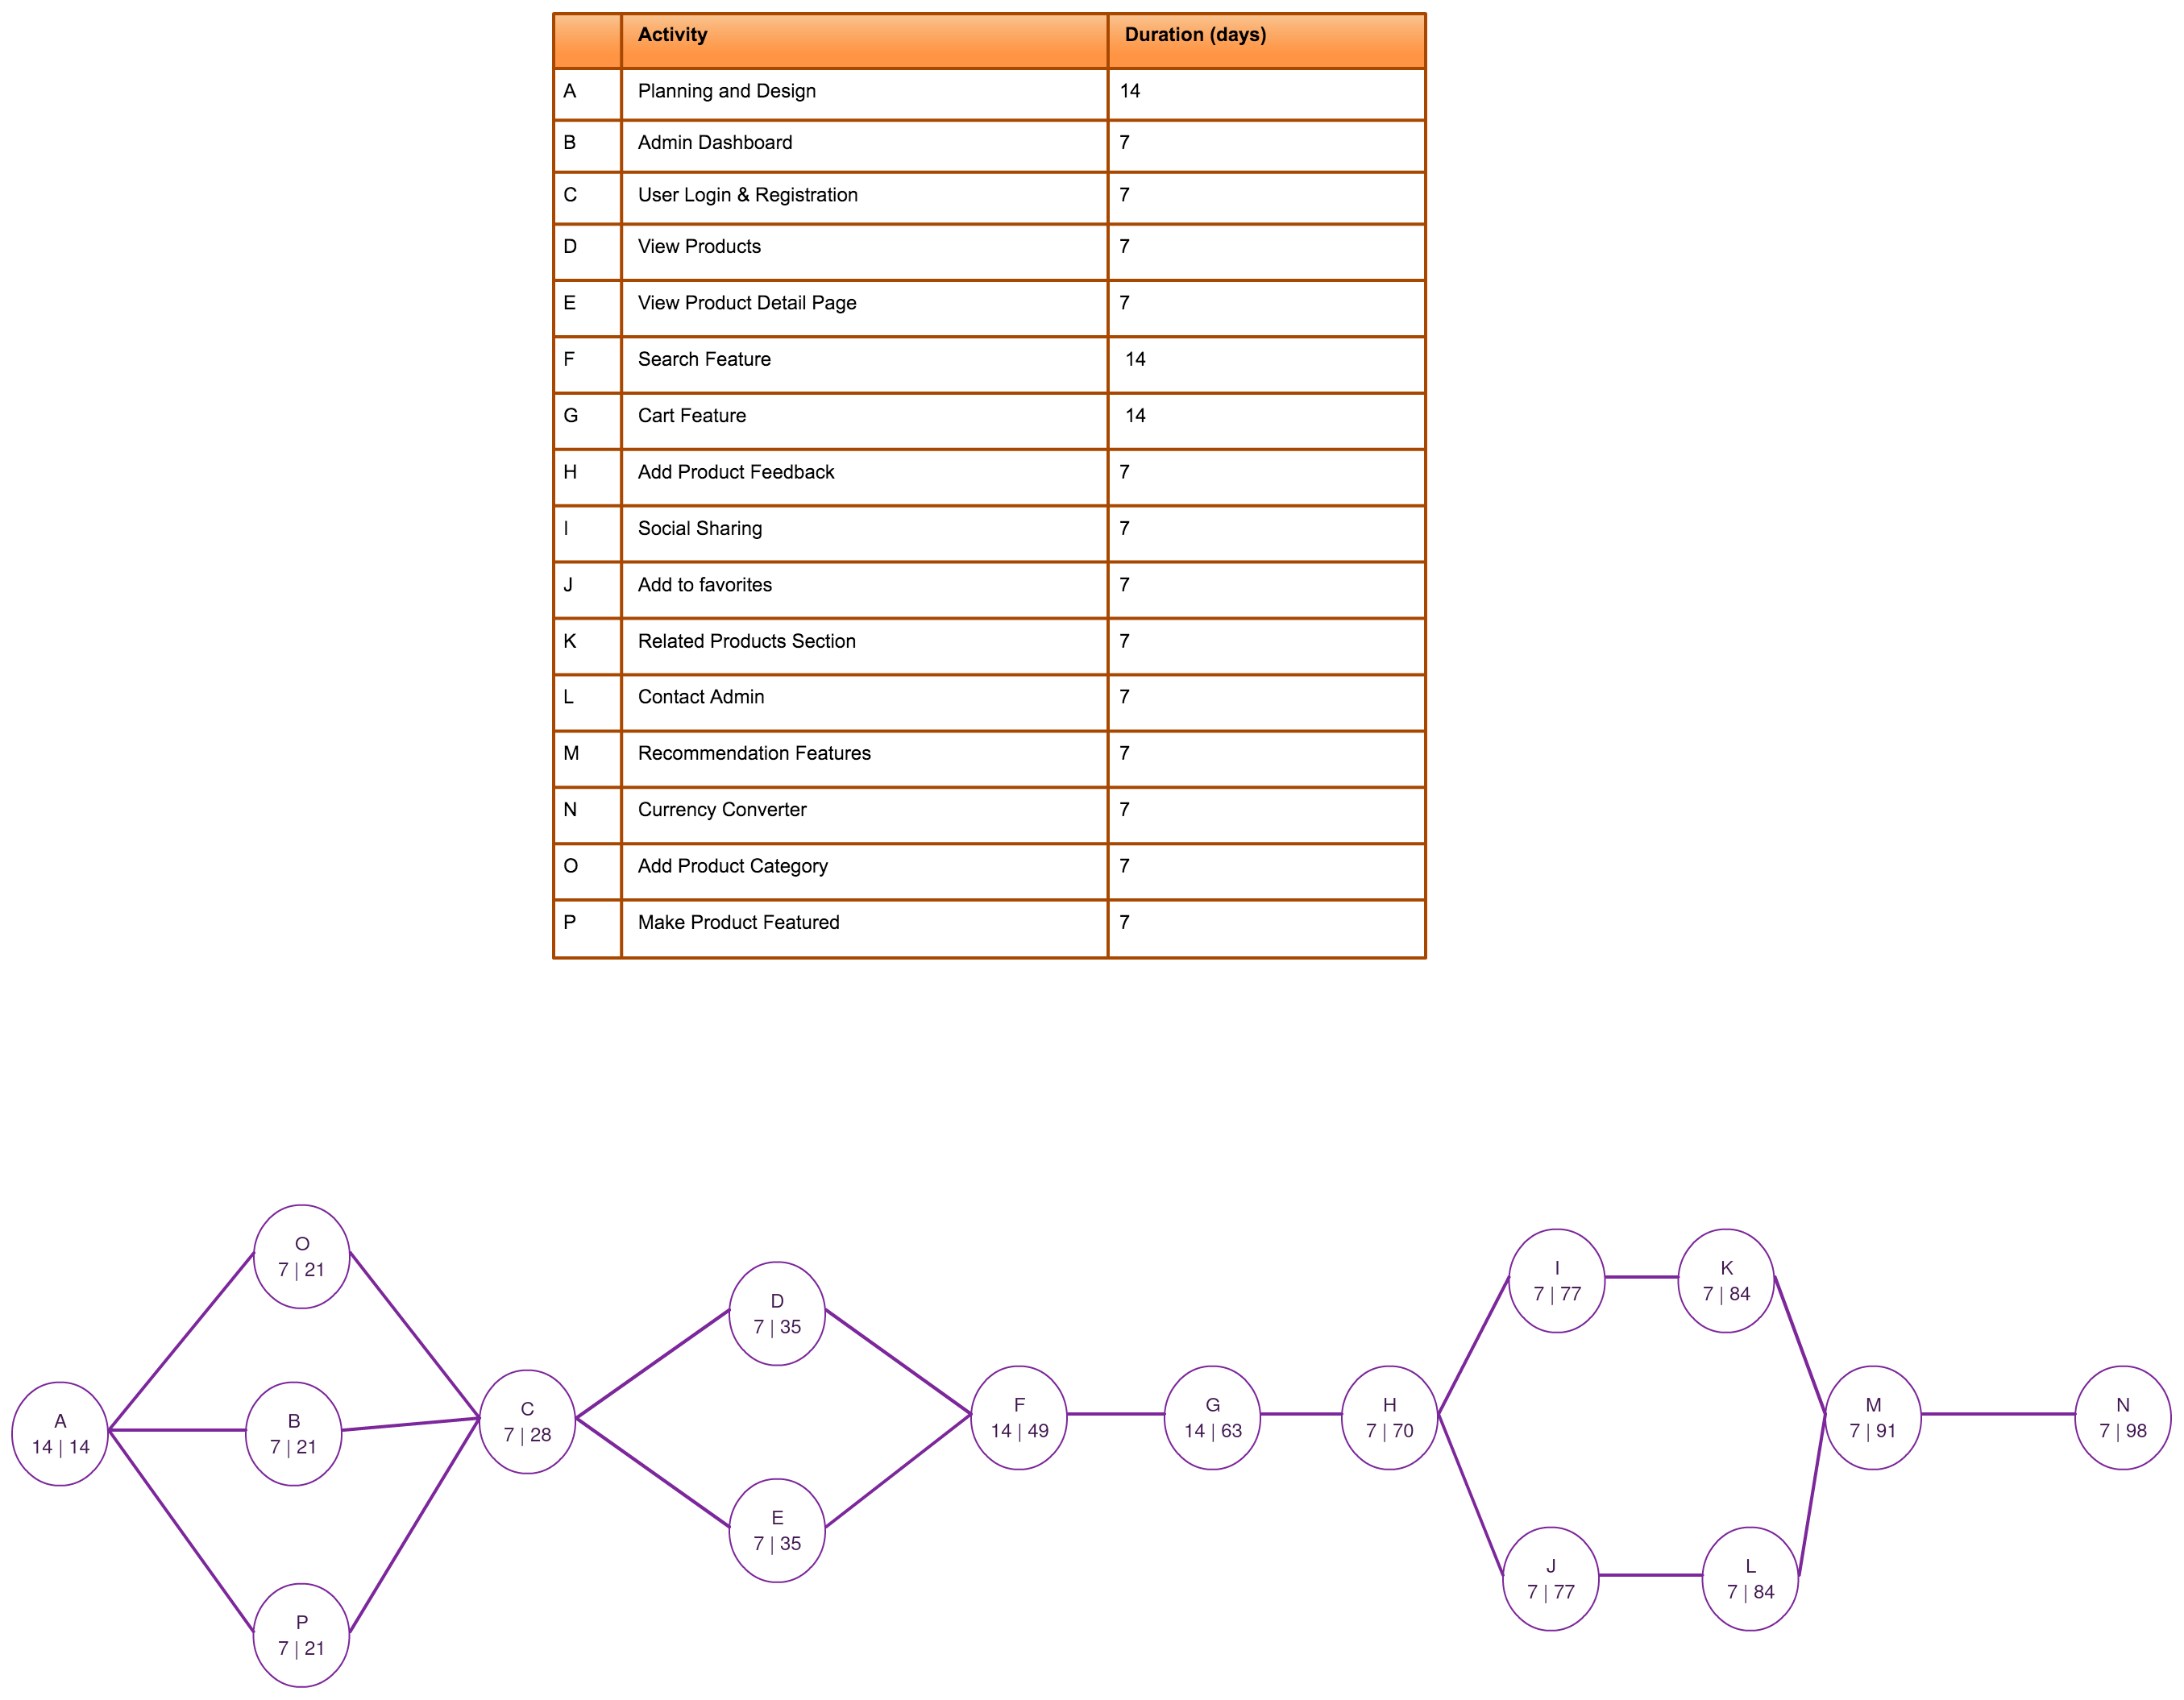 Activity Duration (days)
A Planning and Design 14
B Admin Dashboard 7
C User Login & Registration 7
D View Products 7
E View Product Detail Page 7
F Search Feature 14
G Cart Feature 14
H Add Product Feedback 7
I Social Sharing 7
J Add to favorites 7
K Related Products Section 7
L Contact Admin 7
M Recommendation Features 7
N Currency Converter 7
O Add Product Category 7
P Make Product Featured 7
A
14 | 14
O
7 | 21
B
7 | 21
P
7 | 21
C
7 | 28
D
7 | 35
E
7 | 35
F
14 | 49
G
14 | 63
H
7 | 70
I
7 | 77
K
7 | 84
J
7 | 77
L
7 | 84
M
7 | 91
N
7 | 98